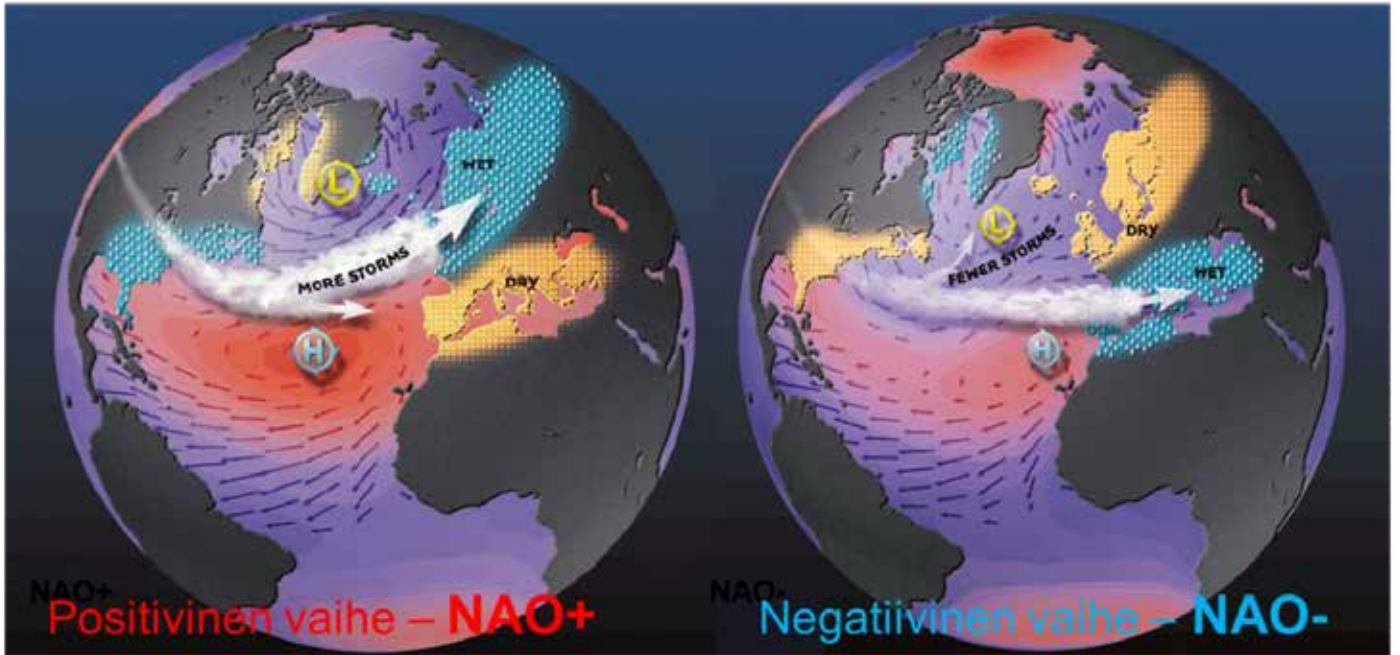 WET
L
MORE STORMS
DRY
H
NAO+
Positivinen vaihe – NAO+
L
DRY
FEWER STORMS
WET
H
NAO-
Negatiivinen vaihe – NAO-